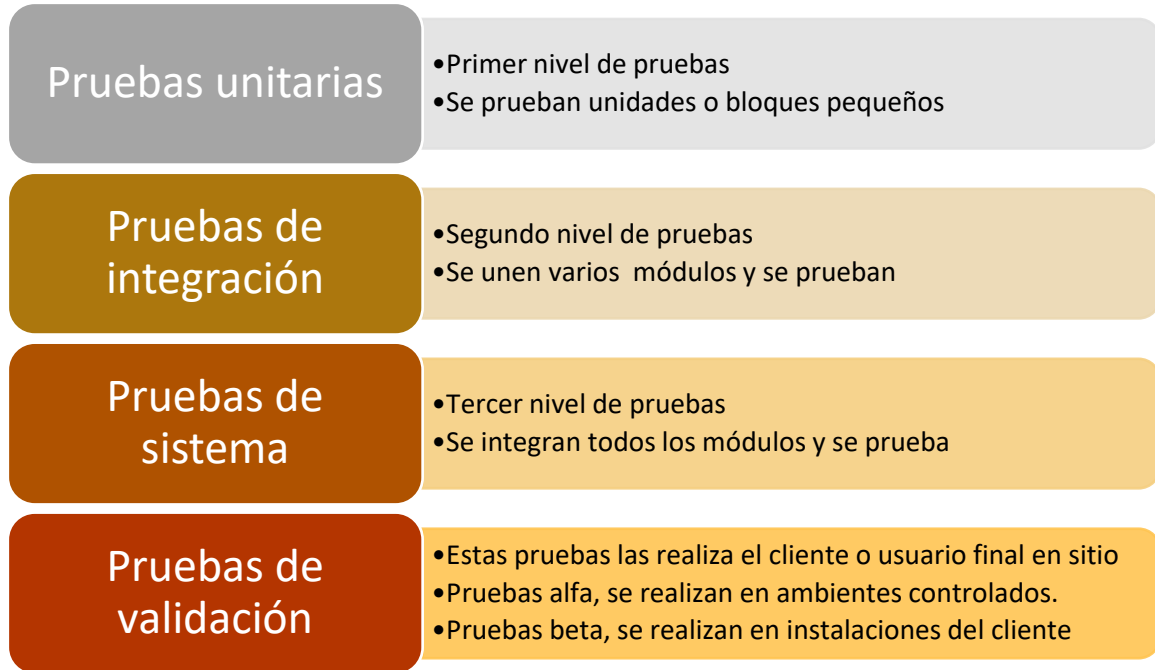 Pruebas unitarias
•Primer nivel de pruebas
•Se prueban unidades o bloques pequeños
Pruebas de
integración
•Segundo nivel de pruebas
•Se unen varios  módulos y se prueban
Pruebas de
sistema
•Tercer nivel de pruebas
•Se integran todos los módulos y se prueba
Pruebas de
validación
•Estas pruebas las realiza el cliente o usuario final en sitio
•Pruebas alfa, se realizan en ambientes controlados.
•Pruebas beta, se realizan en instalaciones del cliente